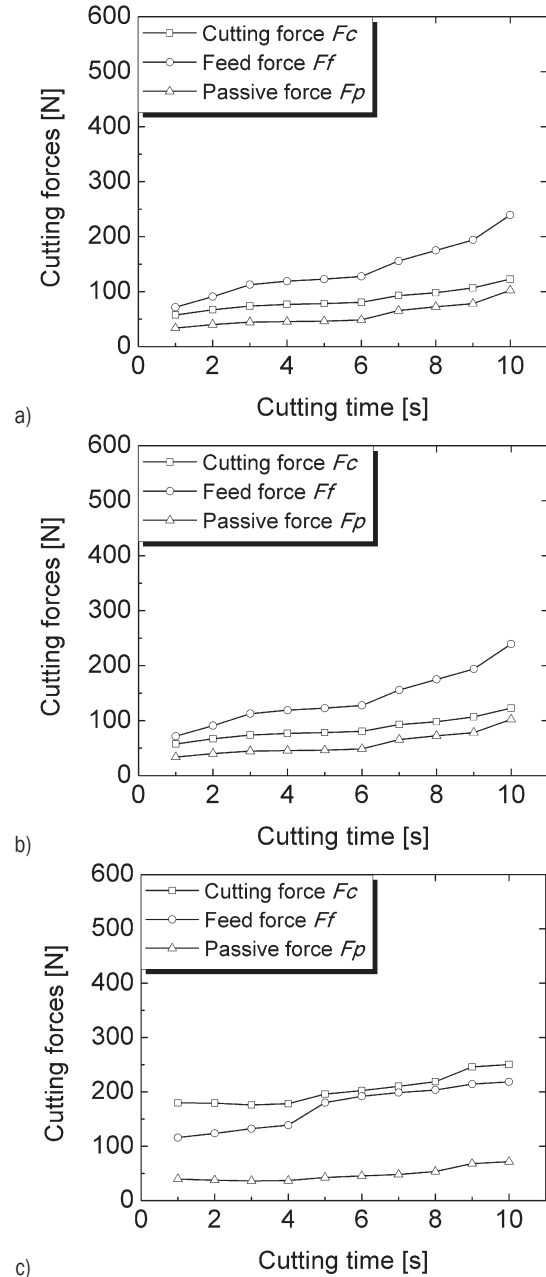 600
500
400
300
200
100
0
Cutting forces [N]
Cutting force Fc
Feed force Ff
Passive force Fp
0 2 4 6 8 10
Cutting time [s]
a)
600
500
400
300
200
100
0
Cutting forces [N]
Cutting force Fc
Feed force Ff
Passive force Fp
0 2 4 6 8 10
Cutting time [s]
b)
600
500
400
300
200
100
0
Cutting forces [N]
Cutting force Fc
Feed force Ff
Passive force Fp
0 2 4 6 8 10
Cutting time [s]
c)